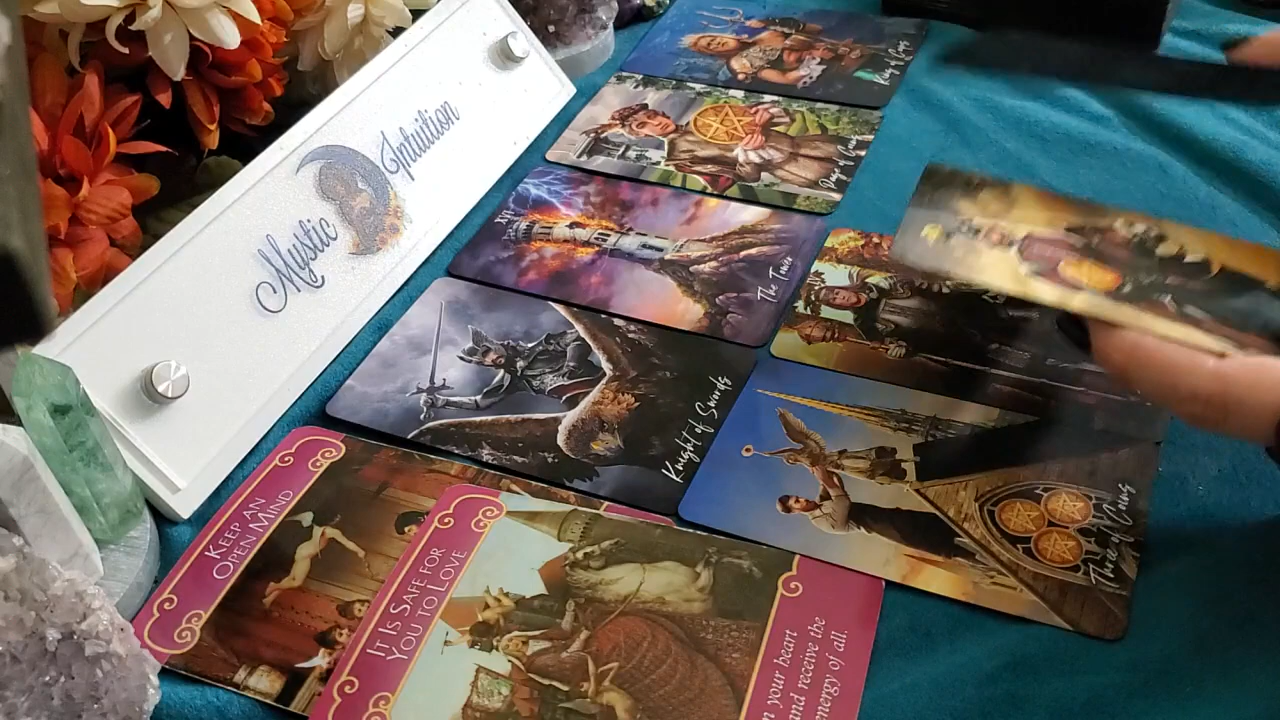 Mystic
Intuition
King of Cups
Page of Coins
XVI
The Tower
Knight of Swords
Three of Coins
KEEP AN
OPEN MIND
IT IS SAFE FOR
YOU TO LOVE
your heart
and receive the
energy of all.